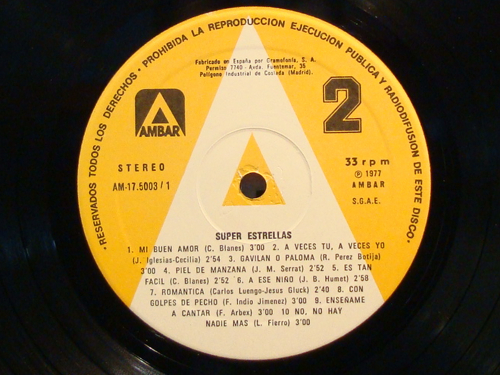 • RESERVADOS TODOS LOS DERECHOS • PROHIBIDA LA REPRODUCCION EJECUCION PUBLICA Y RADIODIFUSION DE ESTE DISCO •
Fabricado en España por Gramofonía, S. A.
Permiso 7740 - Avda. Fuentemar, 35
Polígono Industrial de Coslada (Madrid).
AMBAR
2
STEREO
AM-17.5003/1
33 rpm
Ⓟ 1977
AMBAR
S.G.A.E.
SUPER ESTRELLAS
1. MI BUEN AMOR (C. Blanes) 3'00 2. A VECES TU, A VECES YO
(J. Iglesias-Cecilia) 2'54 3. GAVILAN O PALOMA (R. Perez Botija)
3'00 4. PIEL DE MANZANA (J. M. Serrat) 2'52 5. ES TAN
FACIL (C. Blanes) 2'52 6. A ESE NIÑO (J. B. Humet) 2'58
7. ROMANTICA (Carlos Luengo-Jesus Gluck) 2'40 8. CON
GOLPES DE PECHO (F. Indio Jimenez) 3'00 9. ENSEÑAME
A CANTAR (F. Arbex) 3'00 10 NO, NO HAY
NADIE MAS (L. Fierro) 3'00